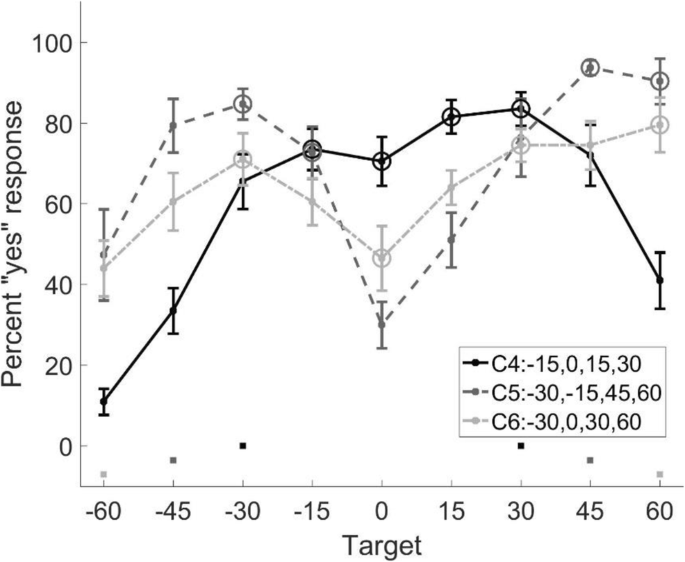 100
80
60
40
20
0
Percent "yes" response
C4:-15,0,15,30
C5:-30,-15,45,60
C6:-30,0,30,60
-60 -45 -30 -15 0 15 30 45 60
Target